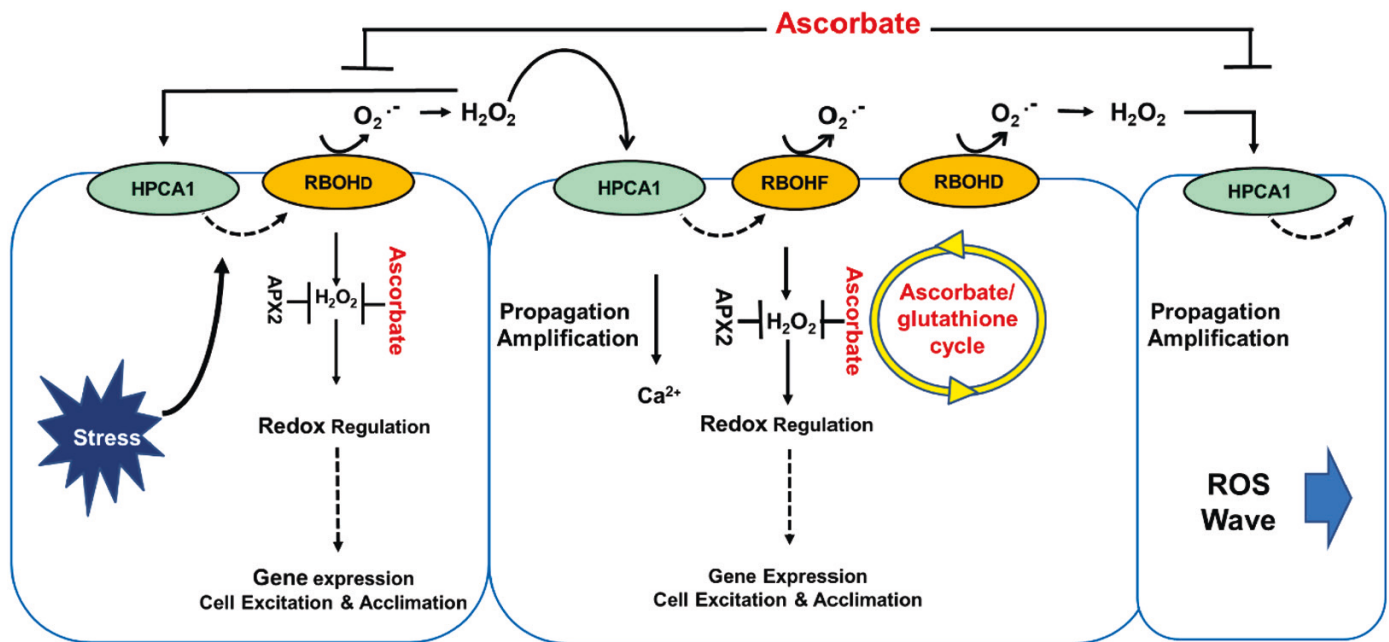 Ascorbate
O₂·⁻
H₂O₂
O₂·⁻
O₂·⁻
H₂O₂
HPCA1
RBOHD
HPCA1
RBOHF
RBOHD
HPCA1
APX2
H₂O₂
Ascorbate
Stress
Redox Regulation
Gene expression
Cell Excitation & Acclimation
Propagation
Amplification
Ca²⁺
APX2
H₂O₂
Ascorbate
Ascorbate/
glutathione
cycle
Redox Regulation
Gene Expression
Cell Excitation & Acclimation
Propagation
Amplification
ROS
Wave